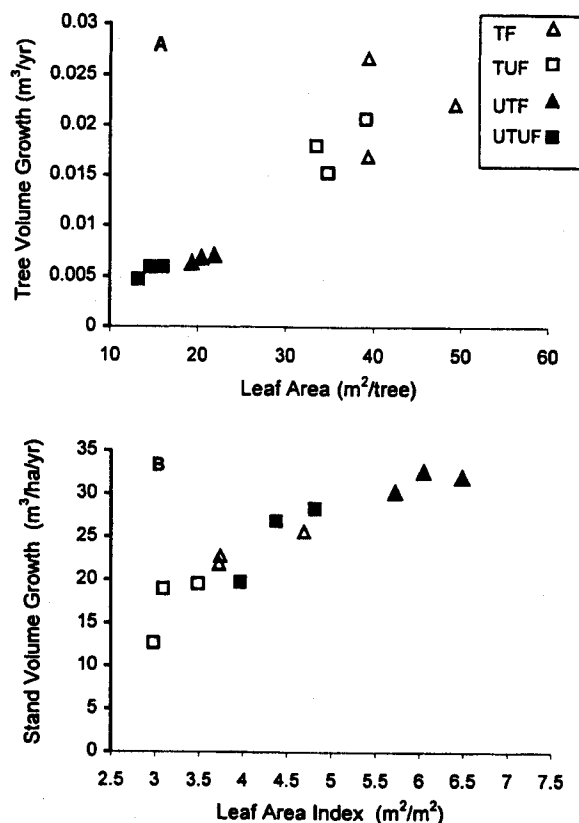 A
0.03
0.025
0.02
0.015
0.01
0.005
0
Tree Volume Growth (m³/yr)
10 20 30 40 50 60
Leaf Area (m²/tree)
TF
TUF
UTF
UTUF
B
35
30
25
20
15
10
5
0
Stand Volume Growth (m³/ha/yr)
2.5 3 3.5 4 4.5 5 5.5 6 6.5 7 7.5
Leaf Area Index (m²/m²)